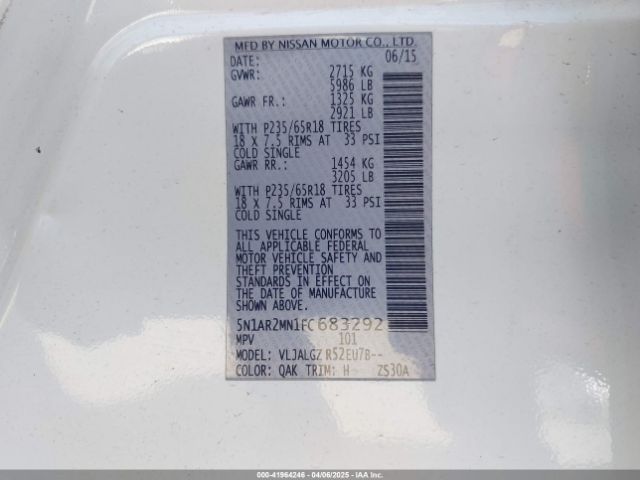 MFD BY NISSAN MOTOR CO., LTD.
DATE: 06/15
GVWR: 2715 KG
5986 LB
GAWR FR.: 1325 KG
2921 LB
WITH P235/65R18 TIRES
18 X 7.5 RIMS AT 33 PSI
COLD SINGLE
GAWR RR.: 1454 KG
3205 LB
WITH P235/65R18 TIRES
18 X 7.5 RIMS AT 33 PSI
COLD SINGLE
THIS VEHICLE CONFORMS TO
ALL APPLICABLE FEDERAL
MOTOR VEHICLE SAFETY AND
THEFT PREVENTION
STANDARDS IN EFFECT ON
THE DATE OF MANUFACTURE
SHOWN ABOVE.
5N1AR2MN1FC683292
MPV 101
MODEL: VLJALGZ R52EU7B--
COLOR: QAK TRIM: H ZS30A
000-41964246 - 04/06/2025 - IAA Inc.